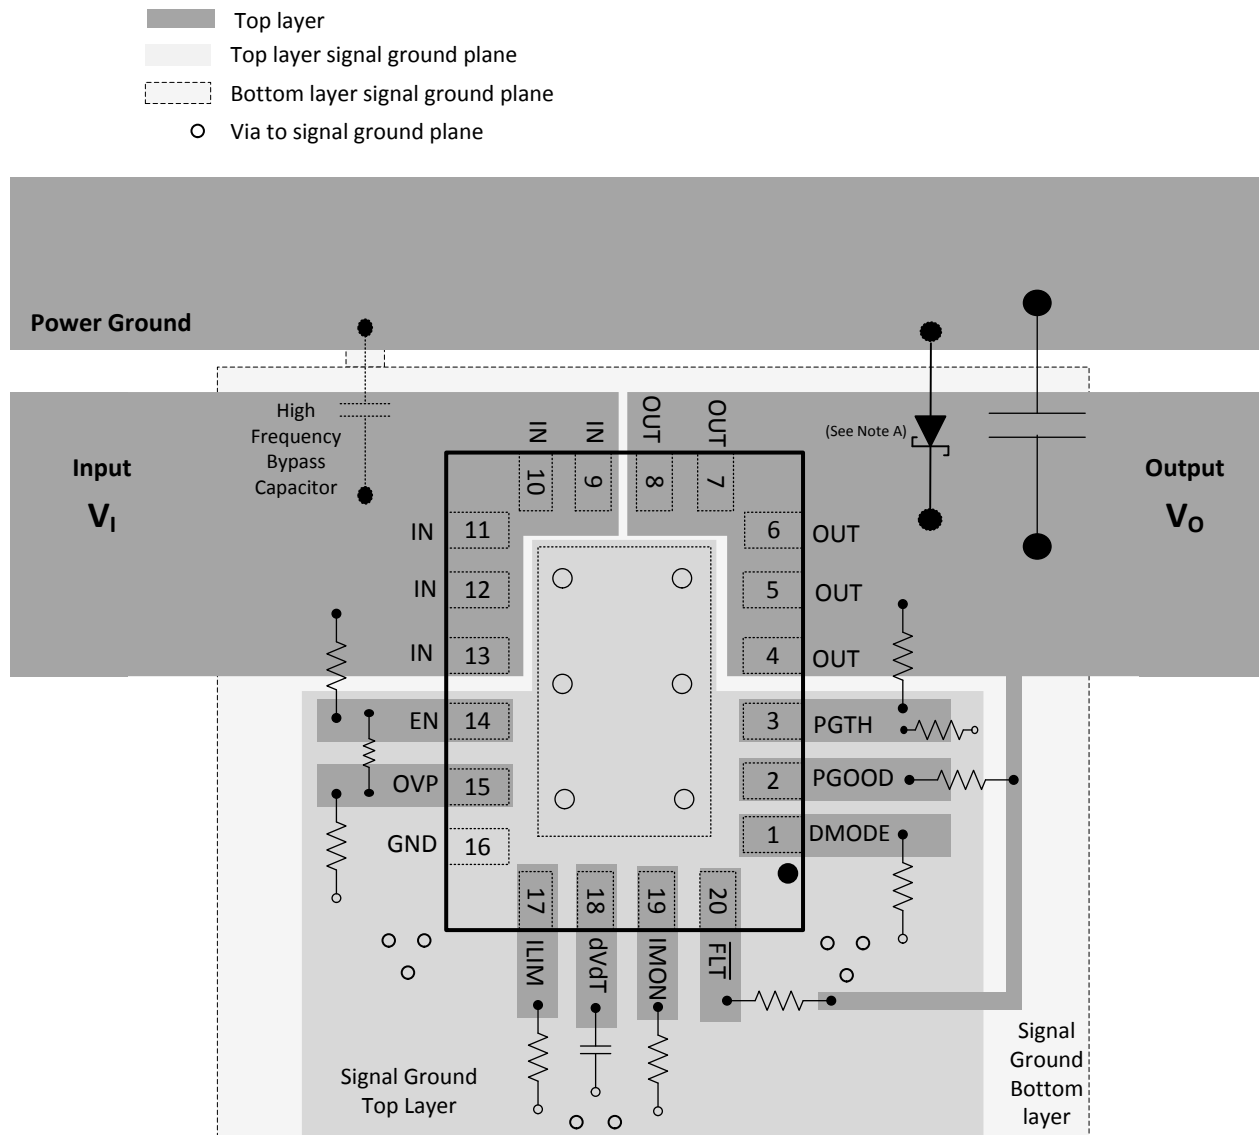 Top layer
Top layer signal ground plane
Bottom layer signal ground plane
Via to signal ground plane
Power Ground
High
Frequency
Bypass
Capacitor
(See Note A)
Input
VI
Output
VO
IN
IN
OUT
OUT
10
9
8
7
IN
11
6
OUT
IN
12
5
OUT
IN
13
4
OUT
EN
14
3
PGTH
OVP
15
2
PGOOD
GND
16
1
DMODE
17
18
19
20
ILIM
dVdT
IMON
FLT
Signal Ground
Top Layer
Signal
Ground
Bottom
layer